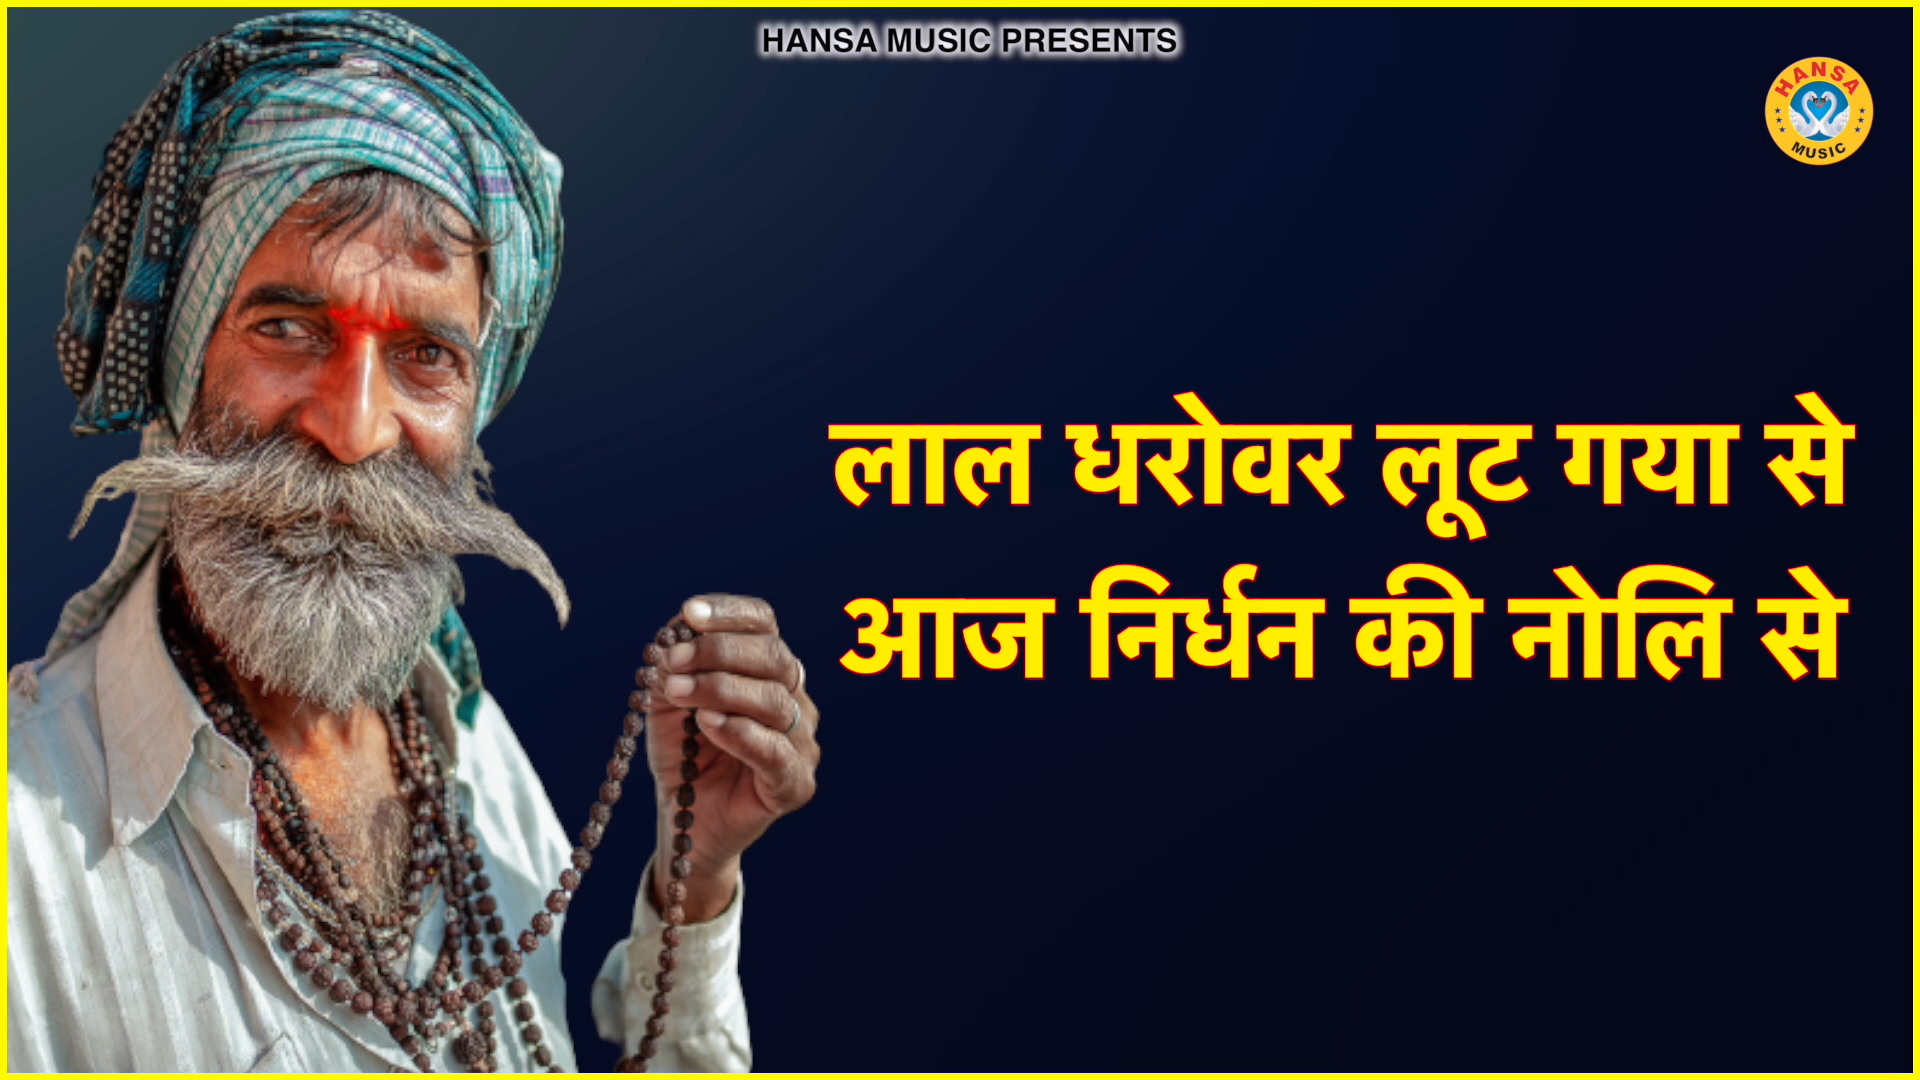 HANSA MUSIC PRESENTS
HANSA
MUSIC
लाल धरोवर लूट गया से
आज निर्धन की नोलि से